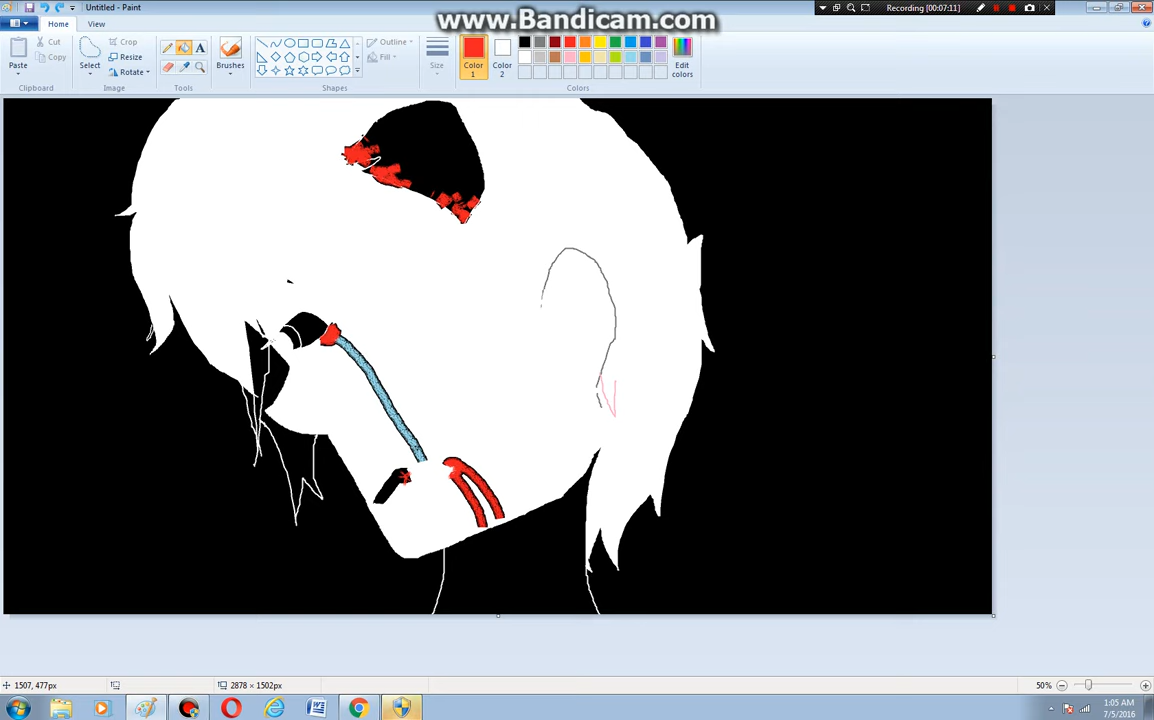 Untitled - Paint
www.Bandicam.com
Recording [00:07:11]
Home
View
Cut
Copy
Paste
Clipboard
Crop
Resize
Rotate
Select
Image
A
Tools
Brushes
Outline
Fill
Shapes
Size
Color
1
Color
2
Edit
colors
Colors
1507, 477px
2878 × 1502px
50%
1:05 AM
7/5/2016